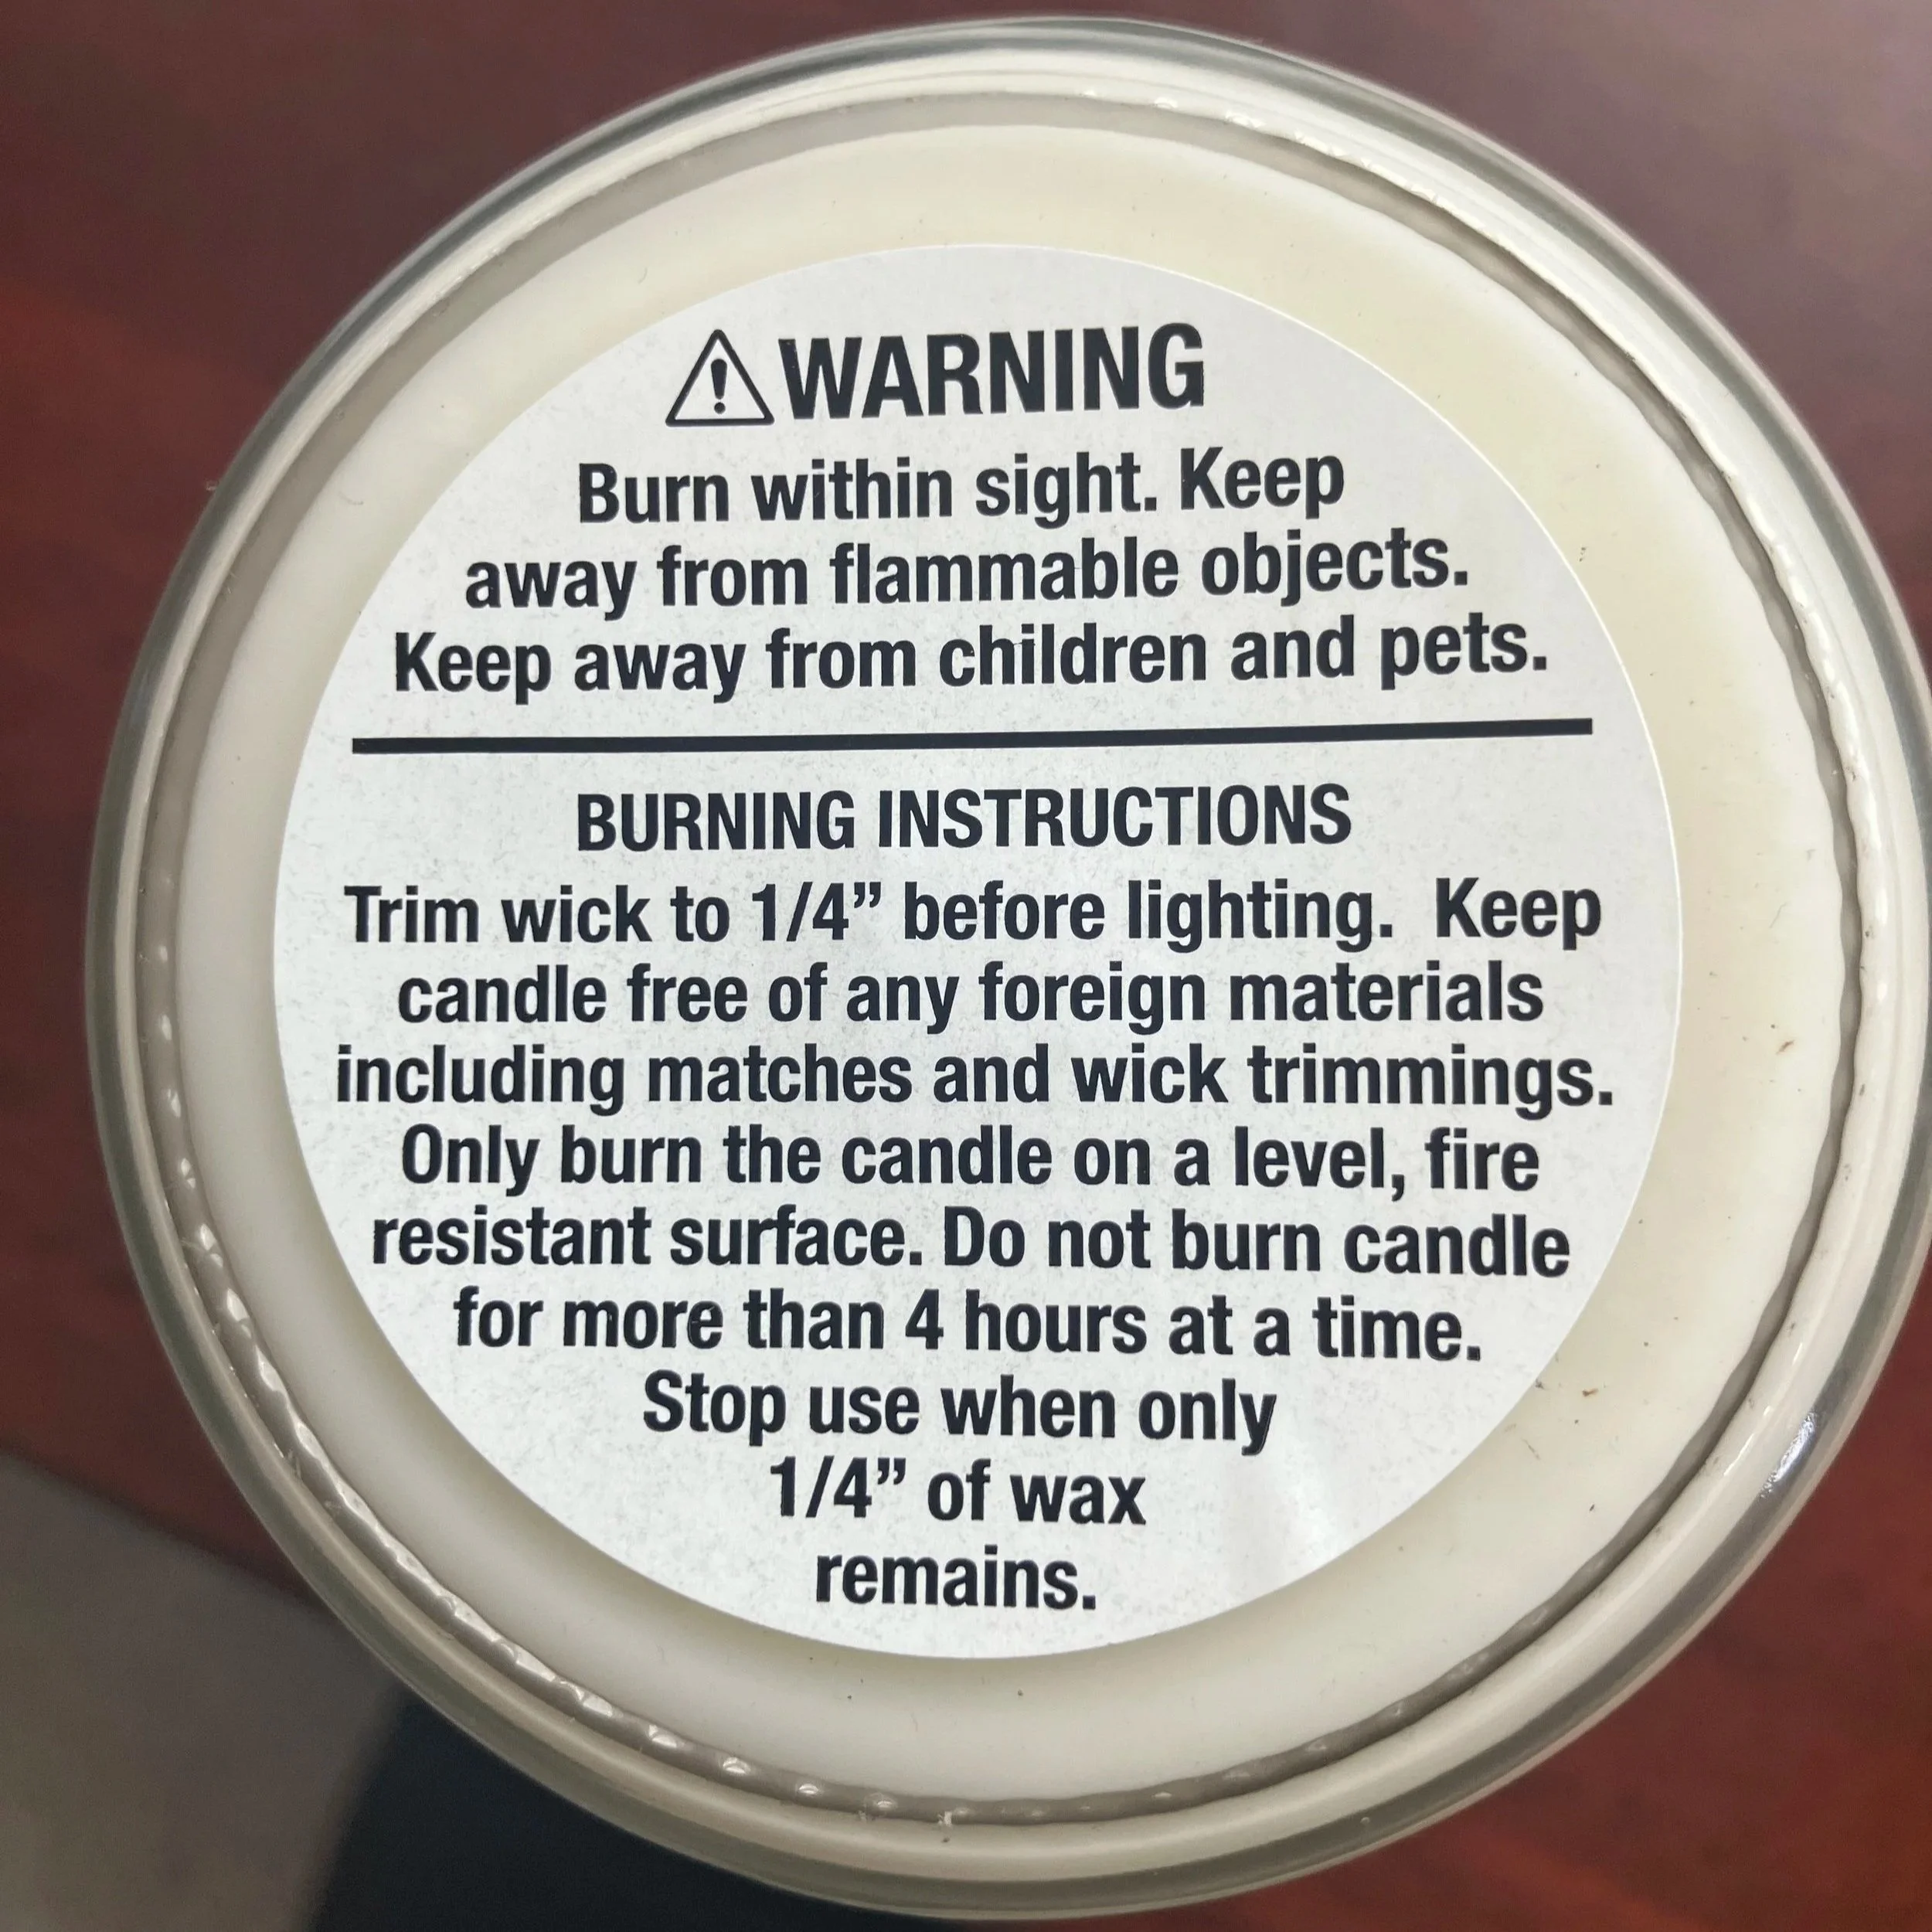 ⚠WARNING
Burn within sight. Keep
away from flammable objects.
Keep away from children and pets.
BURNING INSTRUCTIONS
Trim wick to 1/4” before lighting.  Keep
candle free of any foreign materials
including matches and wick trimmings.
Only burn the candle on a level, fire
resistant surface. Do not burn candle
for more than 4 hours at a time.
Stop use when only
1/4” of wax
remains.